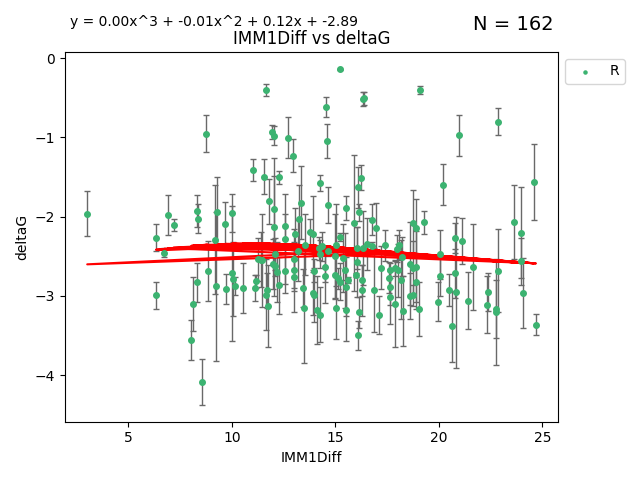 y = 0.00x^3 + -0.01x^2 + 0.12x + -2.89
N = 162
IMM1Diff vs deltaG
R
0
−1
−2
−3
−4
deltaG
5 10 15 20 25
IMM1Diff